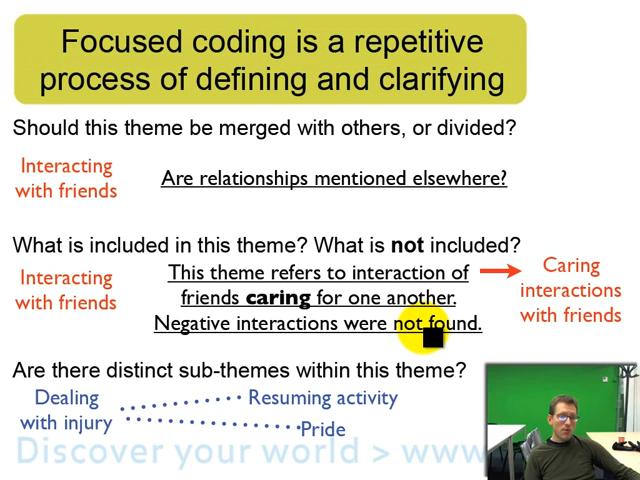 Focused coding is a repetitive
process of defining and clarifying
Should this theme be merged with others, or divided?
Interacting
with friends
Are relationships mentioned elsewhere?
What is included in this theme? What is not included?
Interacting
with friends
This theme refers to interaction of
friends caring for one another.
Negative interactions were not found.
Caring
interactions
with friends
Are there distinct sub-themes within this theme?
Dealing
with injury
Resuming activity
Pride
Discover your world > www